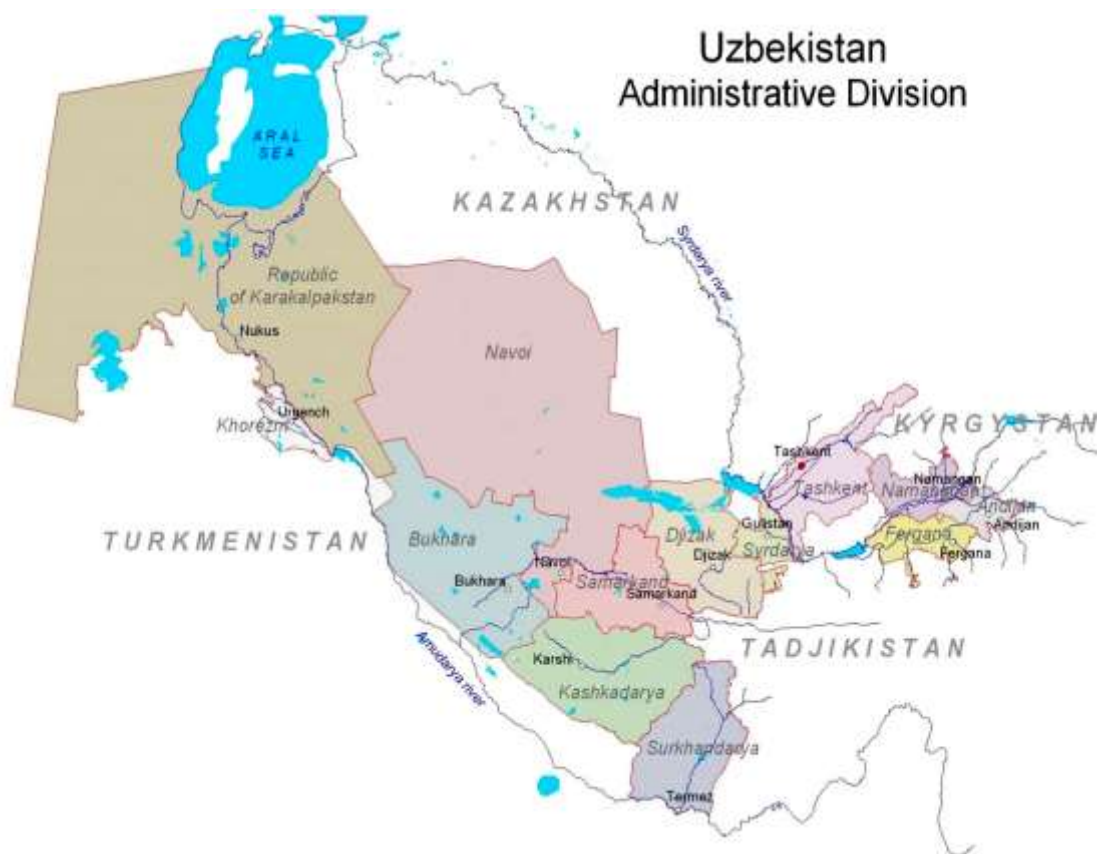 Uzbekistan
Administrative Division
ARAL
SEA
KAZAKHSTAN
Syrdarya river
Republic
of Karakalpakstan
Nukus
Navoi
Urgench
Khorezm
KYRGYSTAN
Tashkent
Tashkent
Namangan
Namangan
Andijan
Andijan
Gulistan
Fergana
Fergana
TURKMENISTAN
Bukhara
Djizak
Djizak
Syrdarya
Navoi
Bukhara
Samarkand
Samarkand
TADJIKISTAN
Amudarya river
Karshi
Kashkadarya
Surkhandarya
Termez